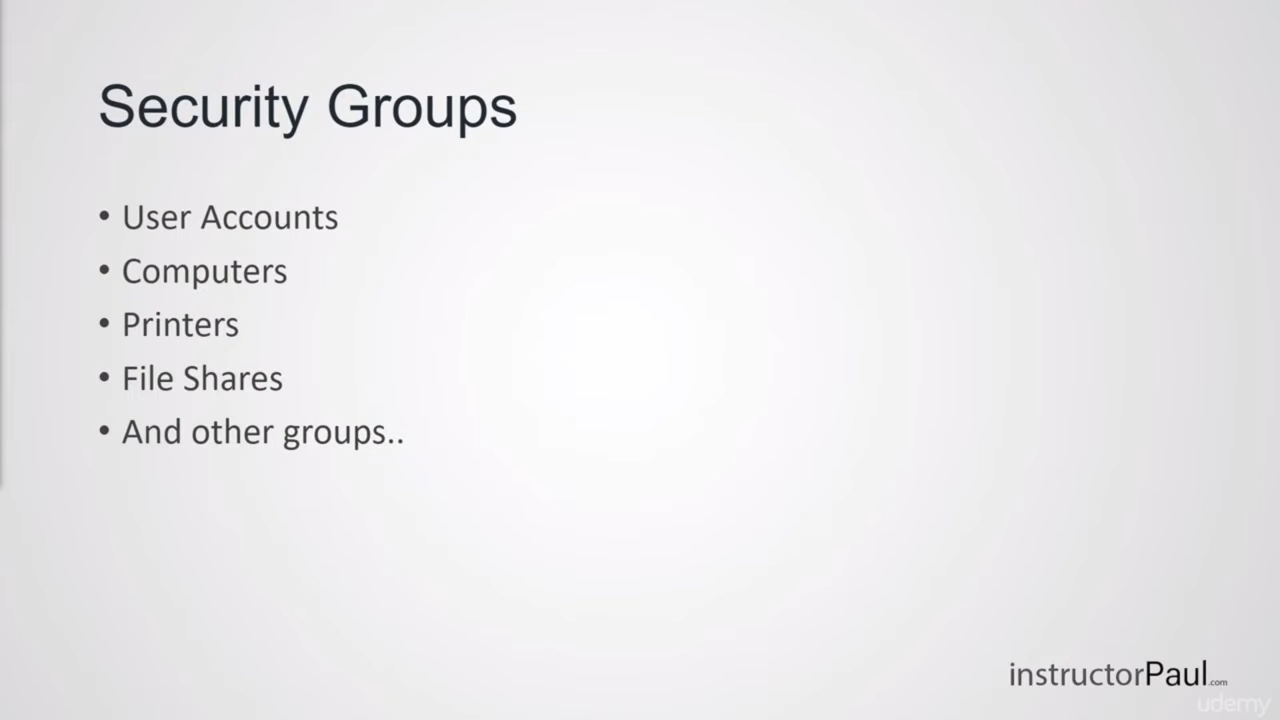 Security Groups
• User Accounts
• Computers
• Printers
• File Shares
• And other groups..
instructorPaul.com
udemy